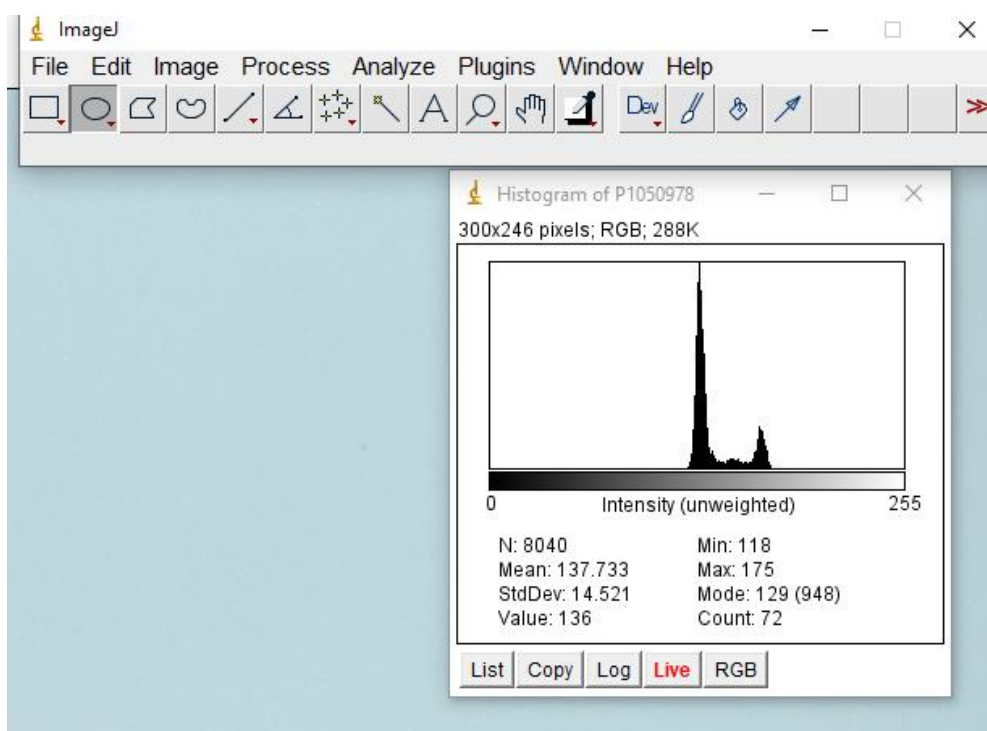 ImageJ
File Edit Image Process Analyze Plugins Window Help
A Dev
Histogram of P1050978
300x246 pixels; RGB; 288K
0 Intensity (unweighted) 255
N: 8040 Min: 118
Mean: 137.733 Max: 175
StdDev: 14.521 Mode: 129 (948)
Value: 136 Count: 72
List Copy Log Live RGB